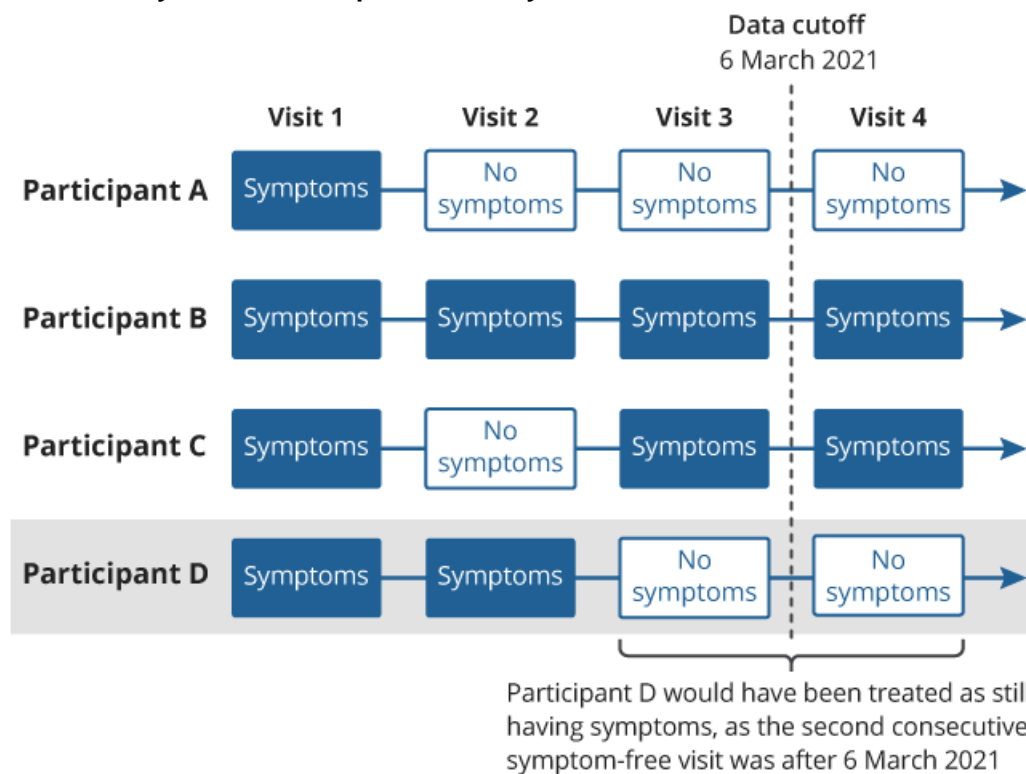 Data cutoff
6 March 2021
Visit 1 Visit 2 Visit 3 Visit 4
Participant A Symptoms No symptoms No symptoms No symptoms
Participant B Symptoms Symptoms Symptoms Symptoms
Participant C Symptoms No symptoms Symptoms Symptoms
Participant D Symptoms Symptoms No symptoms No symptoms
Participant D would have been treated as stil
having symptoms, as the second consecutive
symptom-free visit was after 6 March 2021